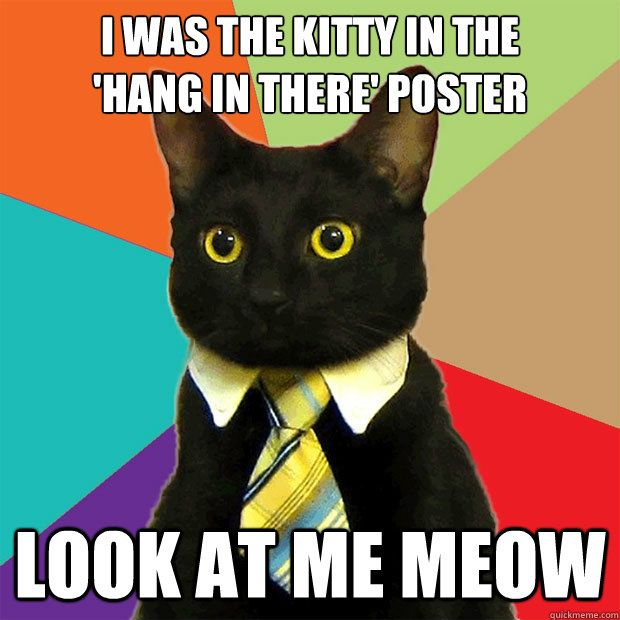 I WAS THE KITTY IN THE
'HANG IN THERE' POSTER
LOOK AT ME MEOW
quickmeme.com